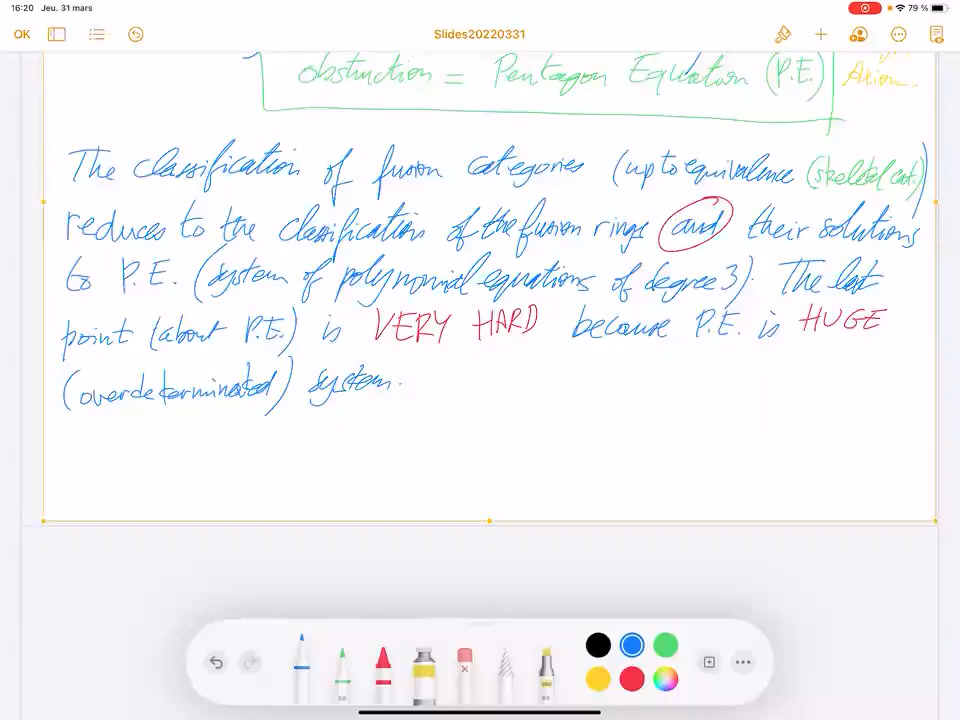 16:20 Jeu. 31 mars
79 %
OK
Slides20220331
obstruction = Pentagon Equation (P.E.)
Axiom.
The classification of fusion categories (up to equivalence (skeletal cat.))
reduces to the classification of the fusion rings and their solutions
to P.E. (system of polynomial equations of degree 3). The last
point (about P.E.) is VERY HARD because P.E. is HUGE
(overdeterminated) system.